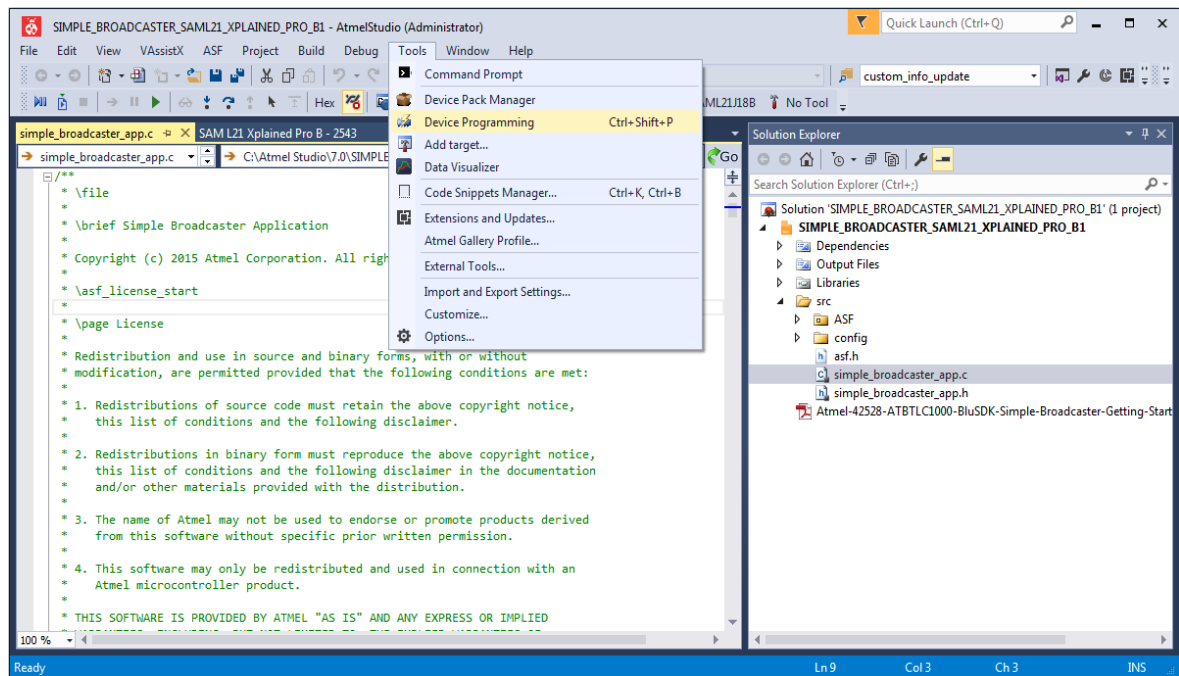 SIMPLE_BROADCASTER_SAML21_XPLAINED_PRO_B1 - AtmelStudio (Administrator)
Quick Launch (Ctrl+Q)
File Edit View VAssistX ASF Project Build Debug Tools Window Help
custom_info_update
Hex
AML21J18B No Tool
Command Prompt
Device Pack Manager
Device Programming Ctrl+Shift+P
Add target...
Data Visualizer
Code Snippets Manager... Ctrl+K, Ctrl+B
Extensions and Updates...
Atmel Gallery Profile...
External Tools...
Import and Export Settings...
Customize...
Options...
simple_broadcaster_app.c SAM L21 Xplained Pro B - 2543
simple_broadcaster_app.c C:\Atmel Studio\7.0\SIMPLE Go
/**
* \file
*
* \brief Simple Broadcaster Application
*
* Copyright (c) 2015 Atmel Corporation. All righ
*
* \asf_license_start
*
* \page License
*
* Redistribution and use in source and binary forms, with or without
* modification, are permitted provided that the following conditions are met:
*
* 1. Redistributions of source code must retain the above copyright notice,
*    this list of conditions and the following disclaimer.
*
* 2. Redistributions in binary form must reproduce the above copyright notice,
*    this list of conditions and the following disclaimer in the documentation
*    and/or other materials provided with the distribution.
*
* 3. The name of Atmel may not be used to endorse or promote products derived
*    from this software without specific prior written permission.
*
* 4. This software may only be redistributed and used in connection with an
*    Atmel microcontroller product.
*
* THIS SOFTWARE IS PROVIDED BY ATMEL "AS IS" AND ANY EXPRESS OR IMPLIED
100 %
Solution Explorer
Search Solution Explorer (Ctrl+;)
Solution 'SIMPLE_BROADCASTER_SAML21_XPLAINED_PRO_B1' (1 project)
SIMPLE_BROADCASTER_SAML21_XPLAINED_PRO_B1
Dependencies
Output Files
Libraries
src
ASF
config
asf.h
simple_broadcaster_app.c
simple_broadcaster_app.h
Atmel-42528-ATBTLC1000-BluSDK-Simple-Broadcaster-Getting-Start
Ready Ln 9 Col 3 Ch 3 INS